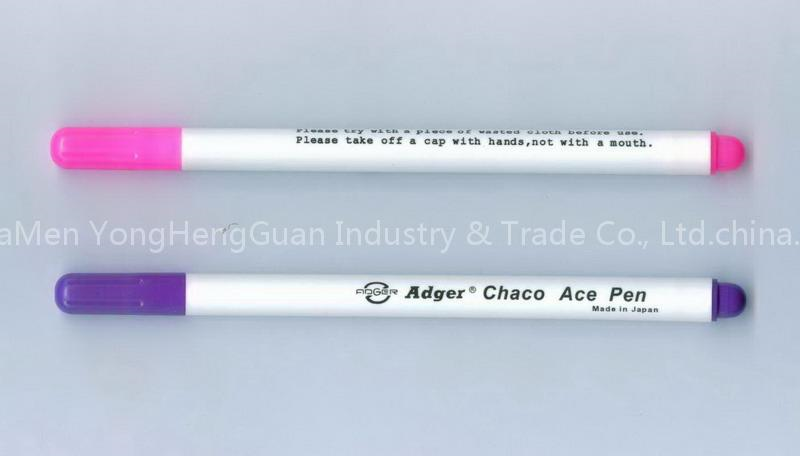 Please try with a piece of wasted cloth before use.
Please take off a cap with hands,not with a mouth.
aMen YongHengGuan Industry & Trade Co., Ltd.china.
ADGER Adger® Chaco Ace Pen
Made in Japan